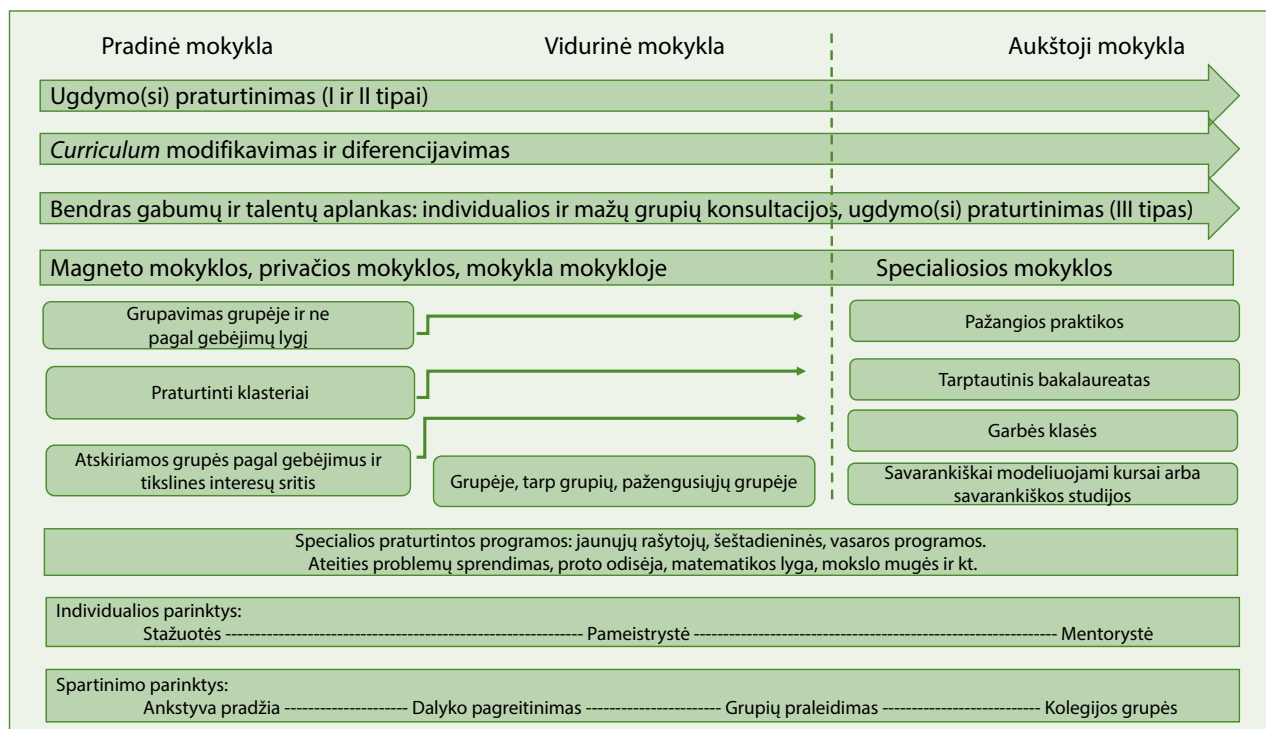 Pradinė mokykla
Vidurinė mokykla
Aukštoji mokykla
Ugdymo(si) praturtinimas (I ir II tipai)
Curriculum modifikavimas ir diferencijavimas
Bendras gabumų ir talentų aplankas: individualios ir mažų grupių konsultacijos, ugdymo(si) praturtinimas (III tipas)
Magneto mokyklos, privačios mokyklos, mokykla mokykloje
Specialiosios mokyklos
Grupavimas grupėje ir ne
pagal gebėjimų lygį
Pažangios praktikos
Praturtinti klasteriai
Tarptautinis bakalaureatas
Garbės klasės
Atskiriamos grupės pagal gebėjimus ir
tikslines interesų sritis
Grupėje, tarp grupių, pažengusiųjų grupėje
Savarankiškai modeliuojami kursai arba
savarankiškos studijos
Specialios praturtintos programos: jaunųjų rašytojų, šeštadieninės, vasaros programos.
Ateities problemų sprendimas, proto odisėja, matematikos lyga, mokslo mugės ir kt.
Individualios parinktys:
Stažuotės ---- Pameistrystė ---- Mentorystė
Spartinimo parinktys:
Ankstyva pradžia ---- Dalyko pagreitinimas ---- Grupių praleidimas ---- Kolegijos grupės